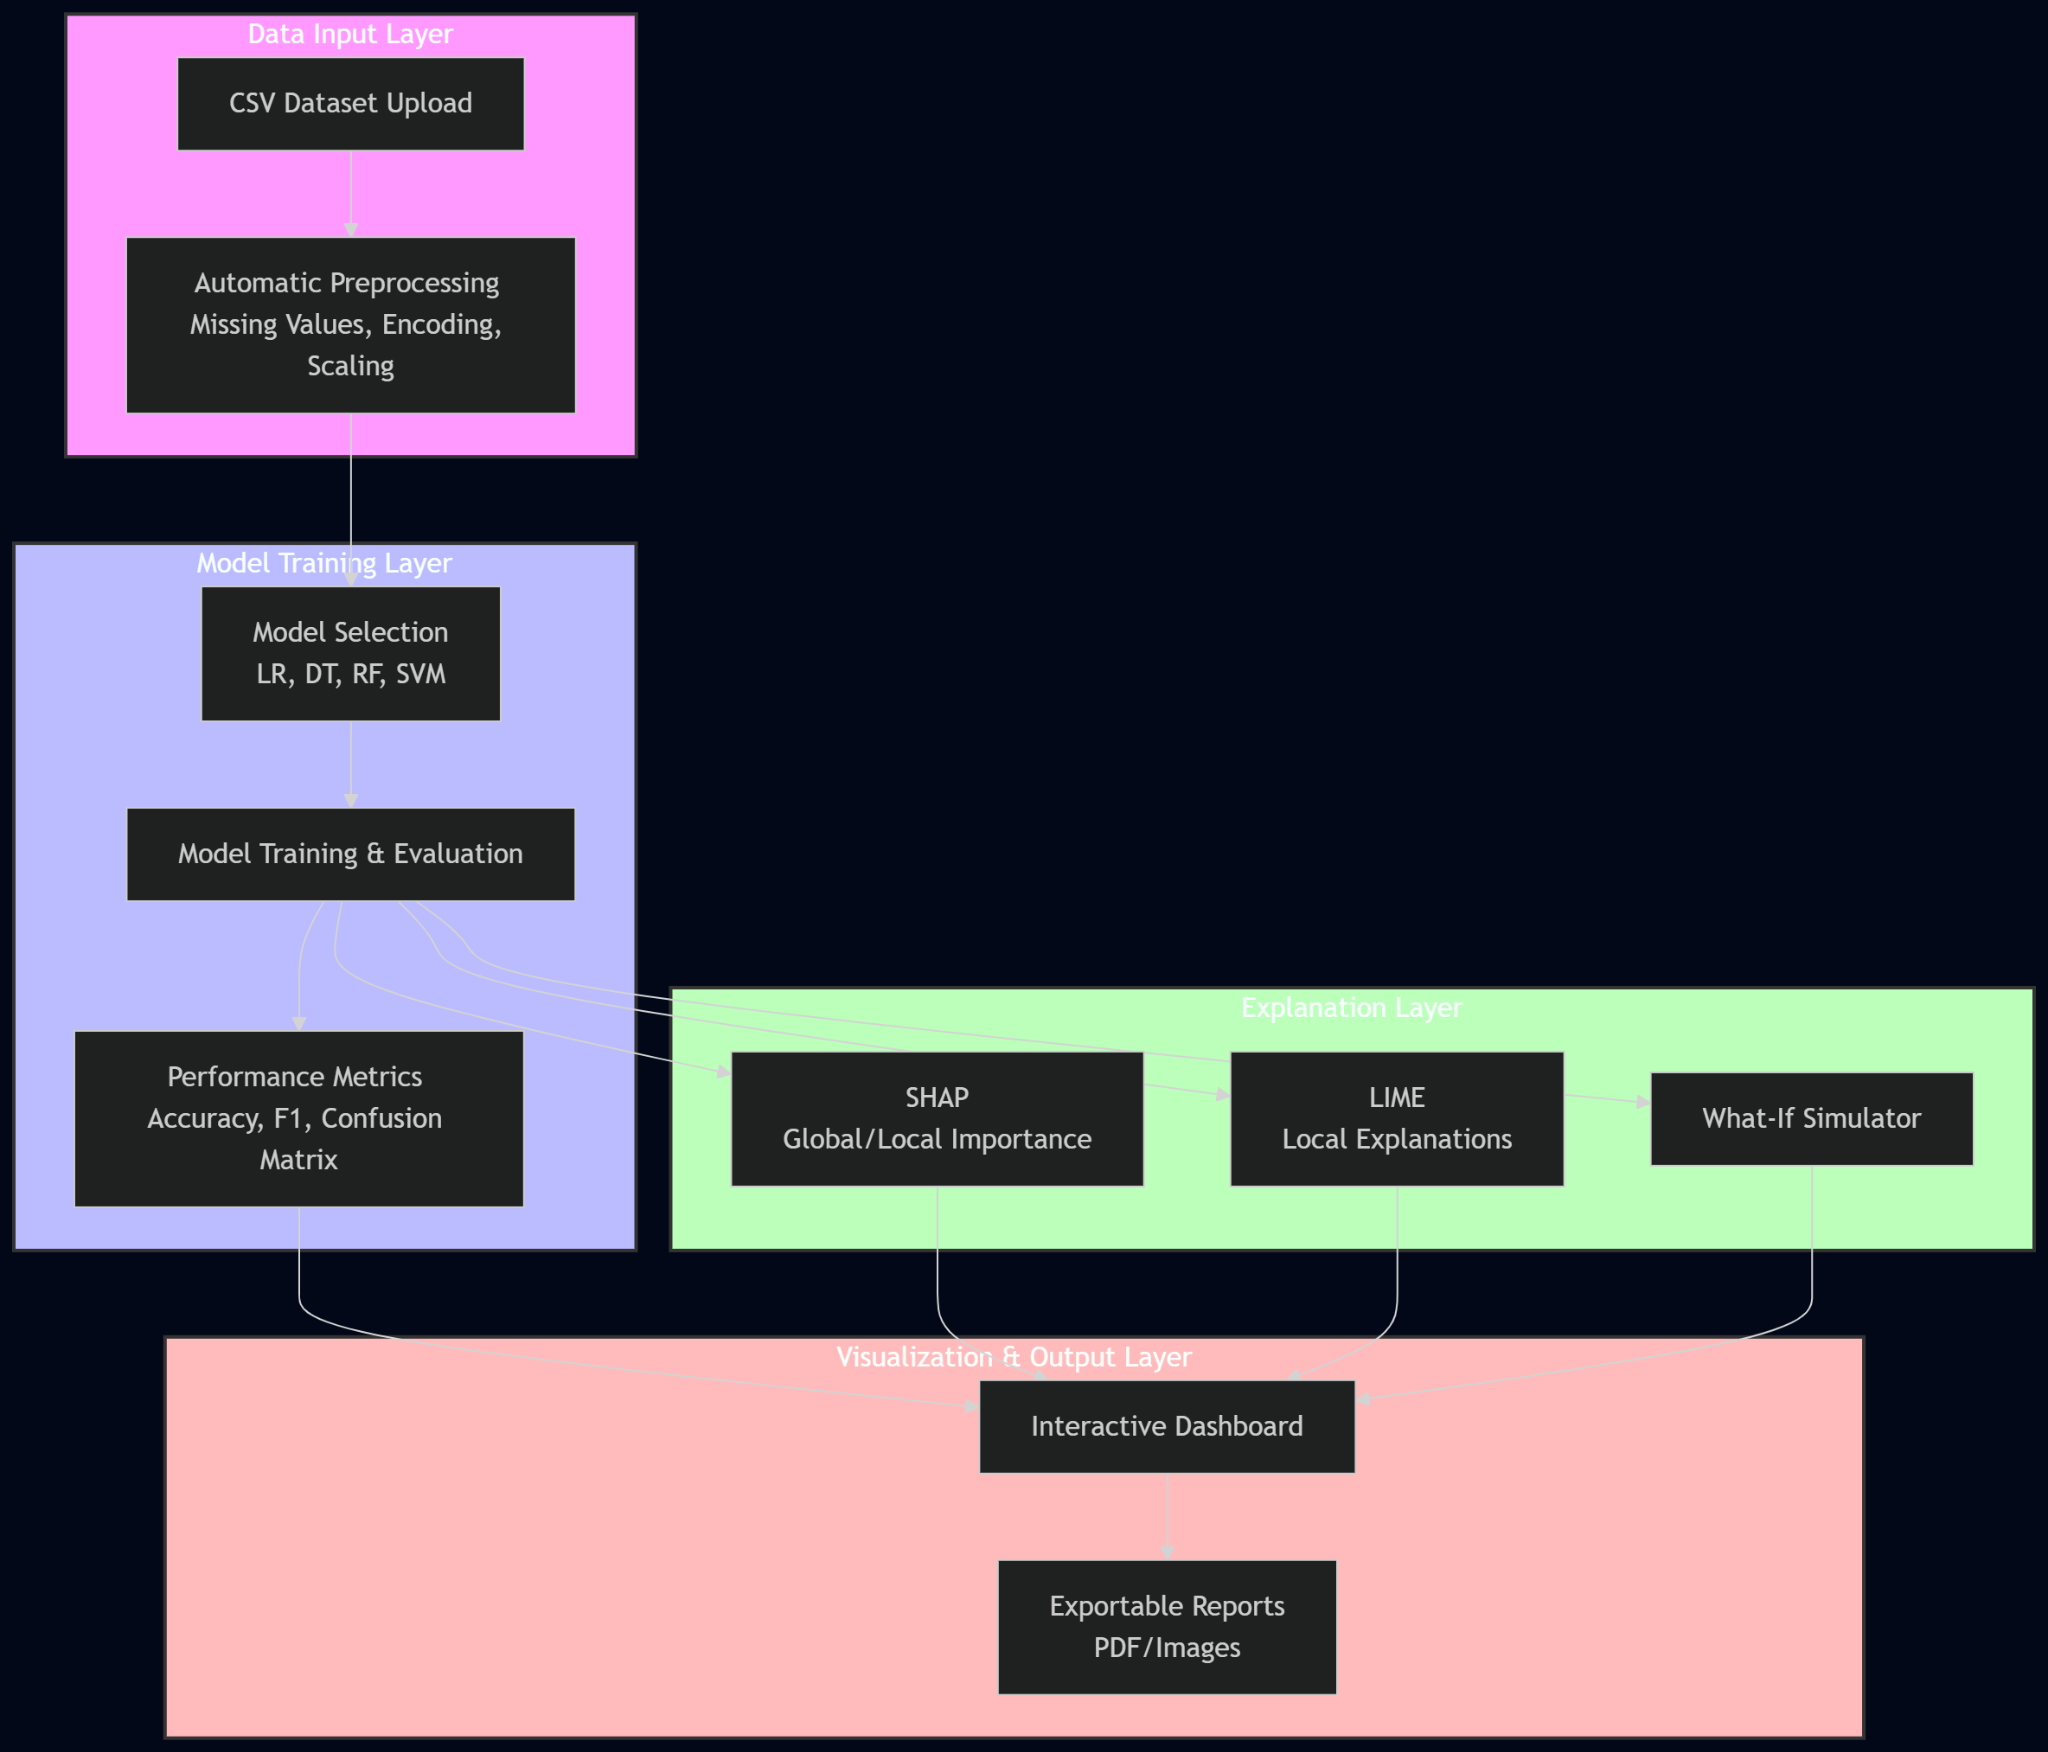 Data Input Layer
CSV Dataset Upload
Automatic Preprocessing
Missing Values, Encoding,
Scaling
Model Training Layer
Model Selection
LR, DT, RF, SVM
Model Training & Evaluation
Performance Metrics
Accuracy, F1, Confusion
Matrix
Explanation Layer
SHAP
Global/Local Importance
LIME
Local Explanations
What-If Simulator
Visualization & Output Layer
Interactive Dashboard
Exportable Reports
PDF/Images